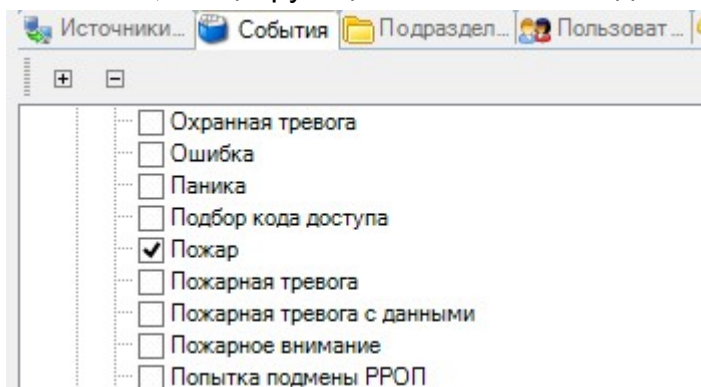 Источники... События Подраздел... Пользоват ...
Охранная тревога
Ошибка
Паника
Подбор кода доступа
Пожар
Пожарная тревога
Пожарная тревога с данными
Пожарное внимание
Попытка подмены РРОП